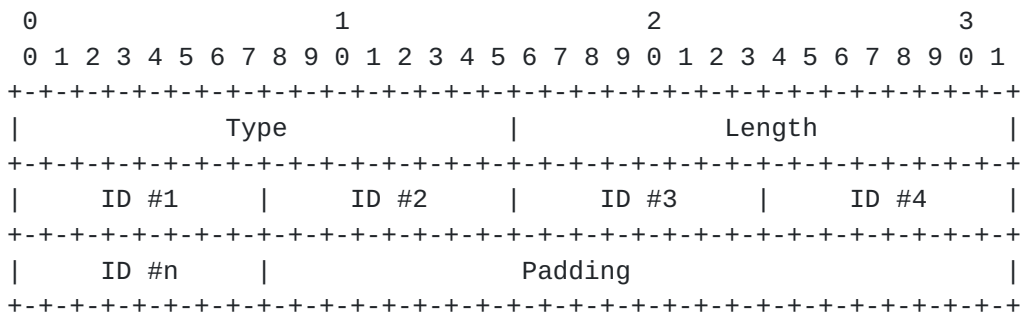 0                   1                   2                   3
 0 1 2 3 4 5 6 7 8 9 0 1 2 3 4 5 6 7 8 9 0 1 2 3 4 5 6 7 8 9 0 1
+-+-+-+-+-+-+-+-+-+-+-+-+-+-+-+-+-+-+-+-+-+-+-+-+-+-+-+-+-+-+-+-+
|             Type              |             Length            |
+-+-+-+-+-+-+-+-+-+-+-+-+-+-+-+-+-+-+-+-+-+-+-+-+-+-+-+-+-+-+-+-+
|     ID #1     |     ID #2     |     ID #3     |     ID #4     |
+-+-+-+-+-+-+-+-+-+-+-+-+-+-+-+-+-+-+-+-+-+-+-+-+-+-+-+-+-+-+-+-+
|     ID #n     |                Padding                        |
+-+-+-+-+-+-+-+-+-+-+-+-+-+-+-+-+-+-+-+-+-+-+-+-+-+-+-+-+-+-+-+-+